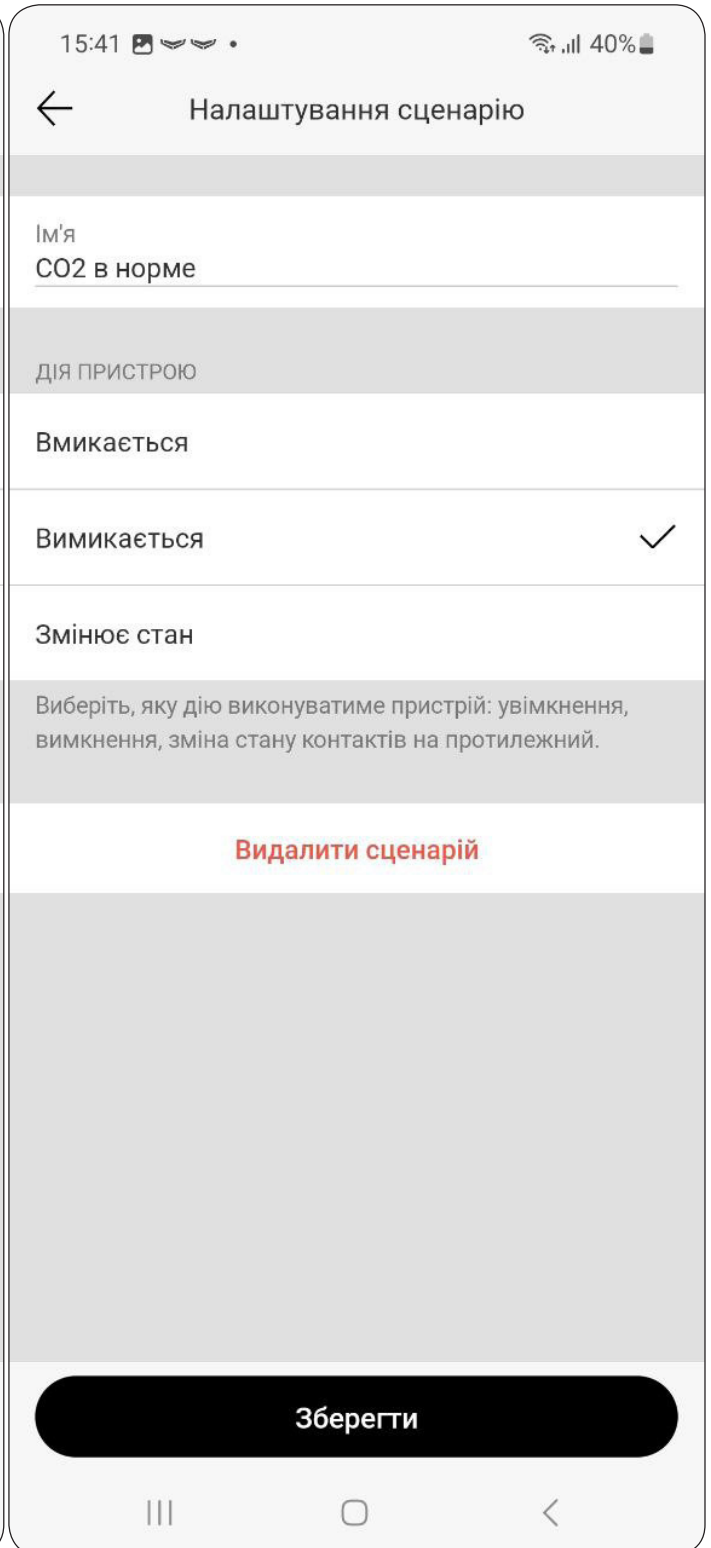 15:41
40%
Налаштування сценарію
Ім'я
СО2 в норме
ДІЯ ПРИСТРОЮ
Вмикається
Вимикається
Змінює стан
Виберіть, яку дію виконуватиме пристрій: увімкнення,
вимкнення, зміна стану контактів на протилежний.
Видалити сценарій
Зберегти